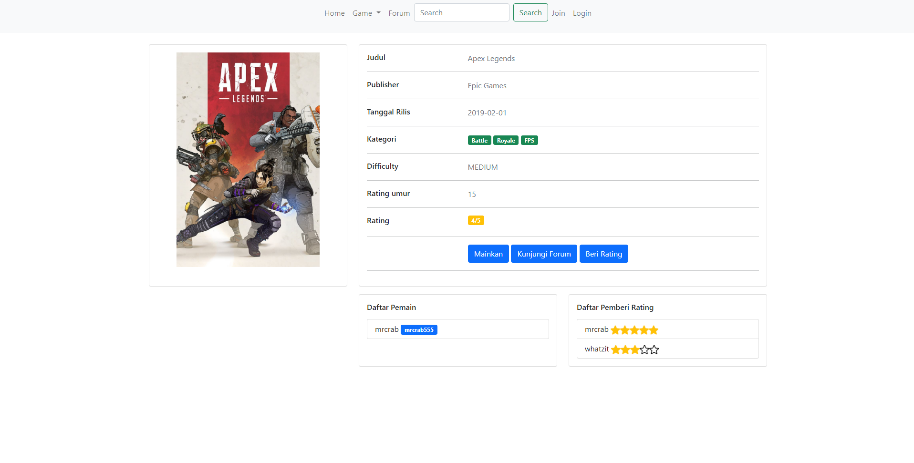 Home Game Forum Search Search Join Login
APEX
LEGENDS
Judul Apex Legends
Publisher Epic Games
Tanggal Rilis 2019-02-01
Kategori Battle Royale FPS
Difficulty MEDIUM
Rating umur 15
Rating 4/5
Mainkan Kunjungi Forum Beri Rating
Daftar Pemain
mrcrab mrcrab555
Daftar Pemberi Rating
mrcrab
whatzit